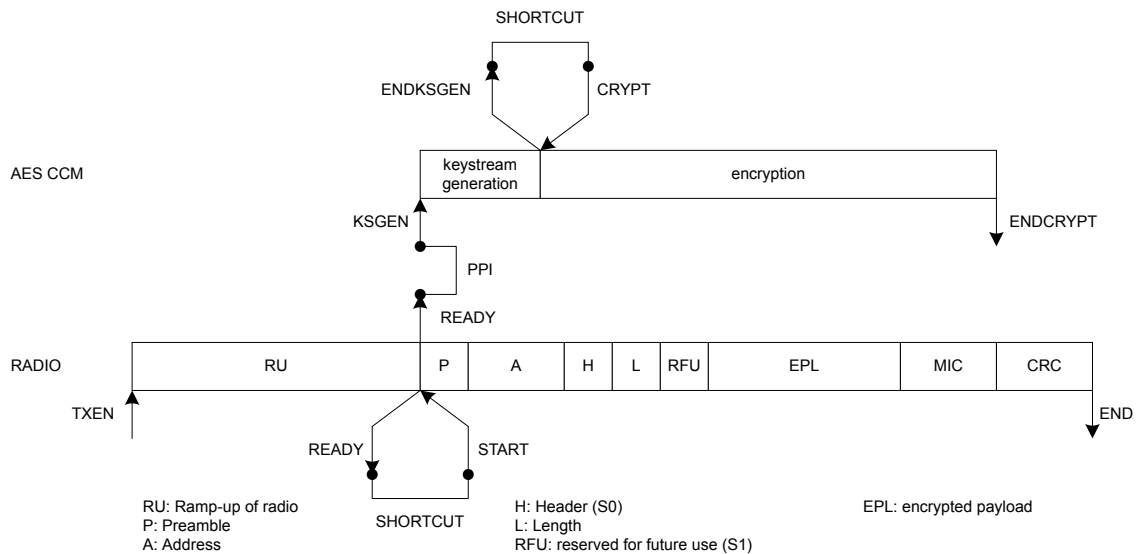 SHORTCUT
ENDKSGEN
CRYPT
AES CCM
keystream
generation
encryption
KSGEN
ENDCRYPT
PPI
READY
RADIO
RU
P
A
H
L
RFU
EPL
MIC
CRC
TXEN
END
READY
START
SHORTCUT
RU: Ramp-up of radio
P: Preamble
A: Address
H: Header (S0)
L: Length
RFU: reserved for future use (S1)
EPL: encrypted payload